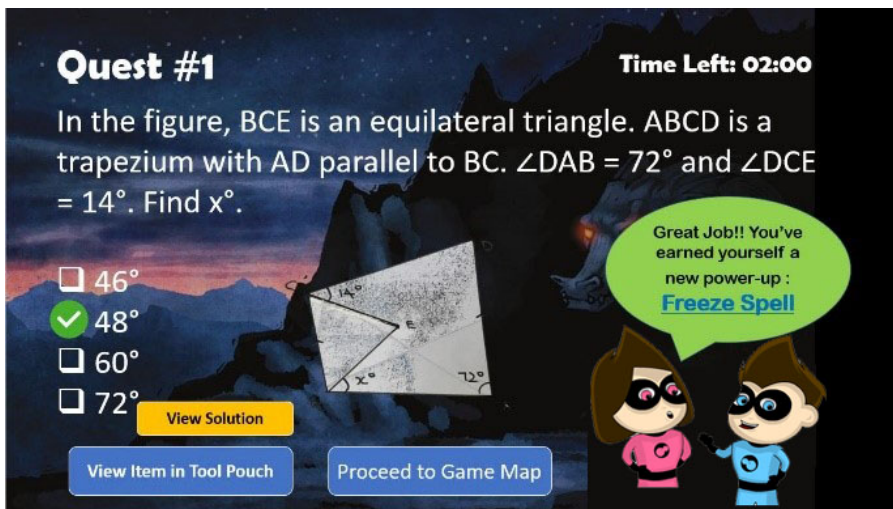 Quest #1
Time Left: 02:00
In the figure, BCE is an equilateral triangle. ABCD is a
trapezium with AD parallel to BC. ∠DAB = 72° and ∠DCE
= 14°. Find x°.
46°
48°
60°
72°
14°
E
x°
72°
Great Job!! You’ve
earned yourself a
new power-up :
Freeze Spell
View Solution
View Item in Tool Pouch
Proceed to Game Map